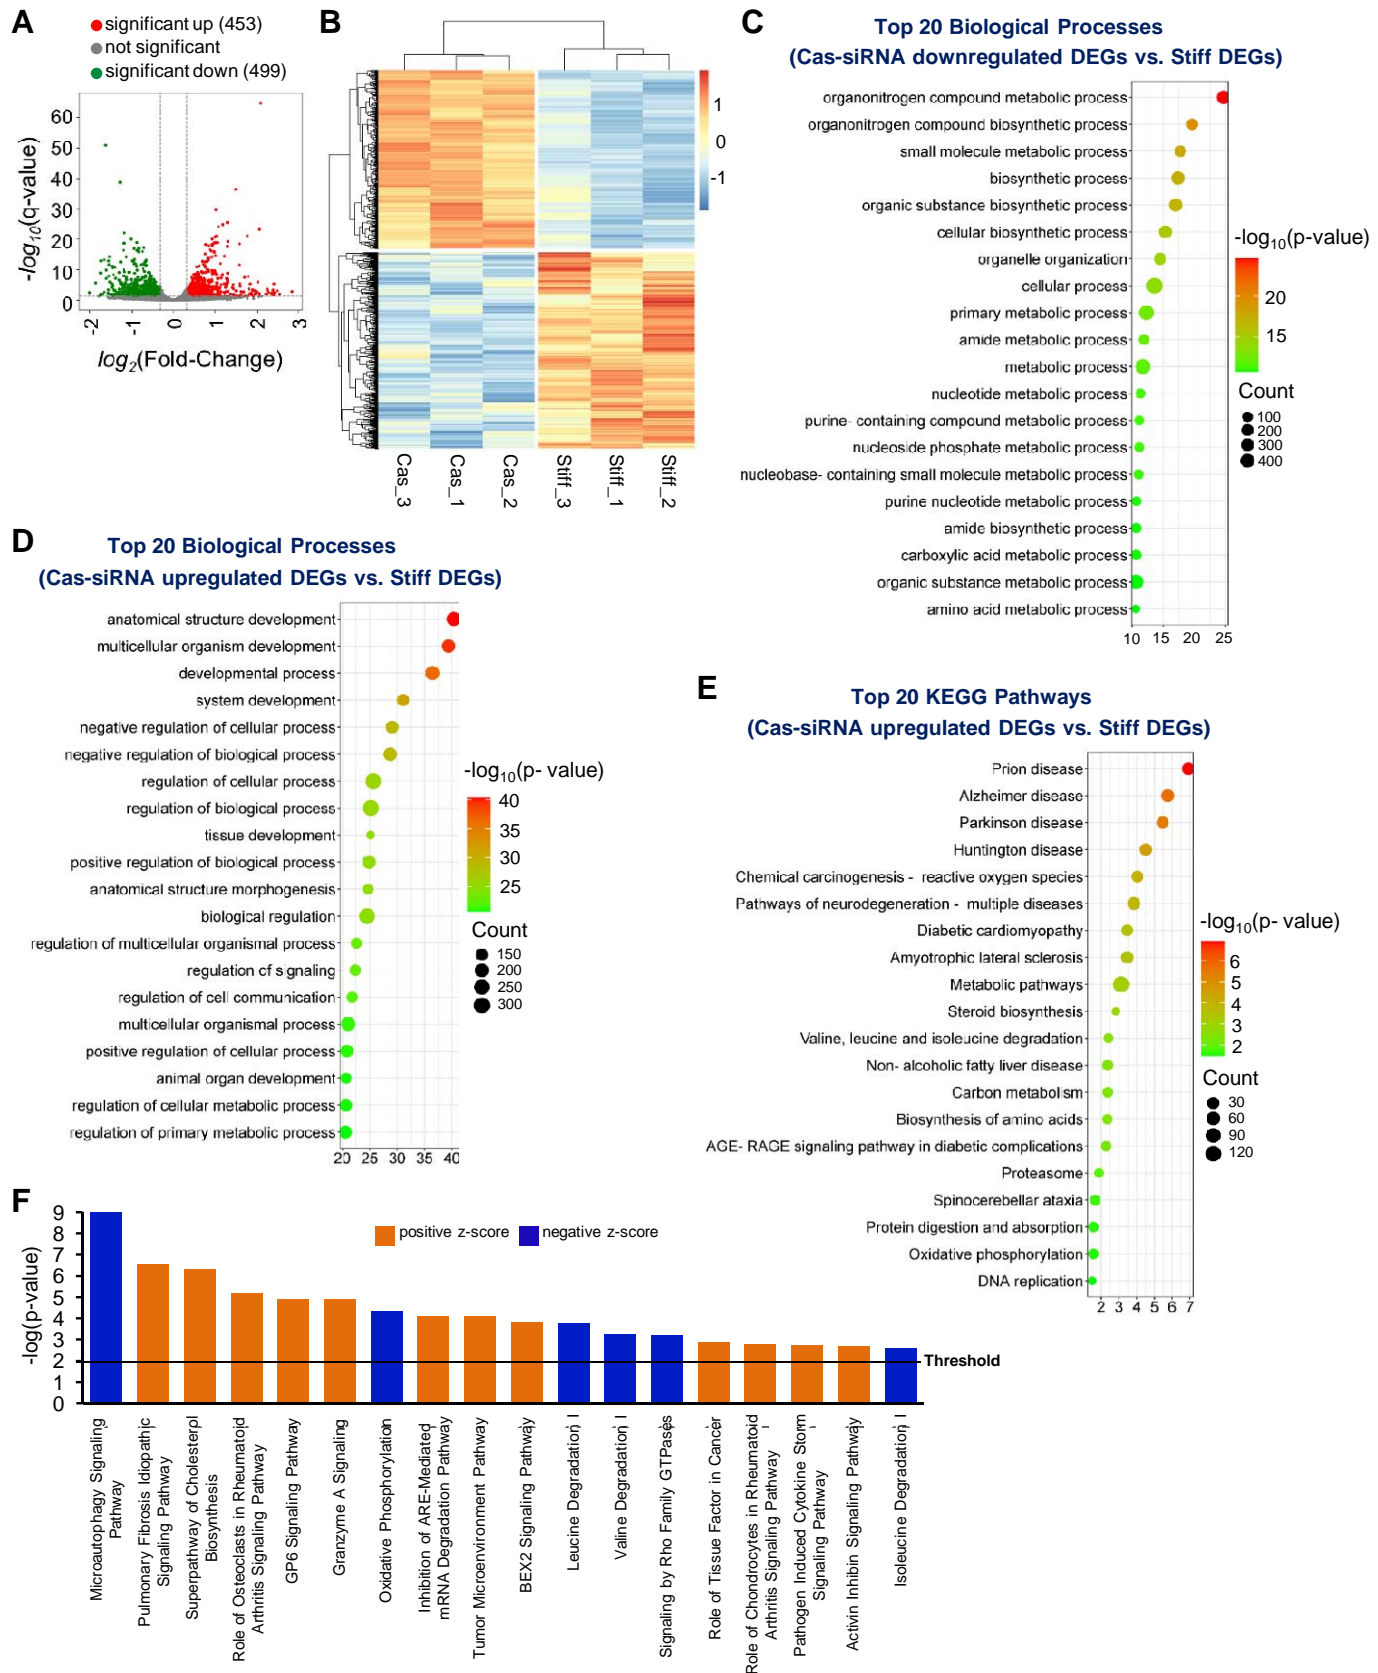 A
significant up (453)
not significant
significant down (499)
-log10(q-value)
60
50
40
30
20
10
0
-2
-1
0
1
2
3
log2(Fold-Change)
B
1
0
-1
Cas_3
Cas_1
Cas_2
Stiff_3
Stiff_1
Stiff_2
C
Top 20 Biological Processes
(Cas-siRNA downregulated DEGs vs. Stiff DEGs)
organonitrogen compound metabolic process
organonitrogen compound biosynthetic process
small molecule metabolic process
biosynthetic process
organic substance biosynthetic process
cellular biosynthetic process
organelle organization
cellular process
primary metabolic process
amide metabolic process
metabolic process
nucleotide metabolic process
purine- containing compound metabolic process
nucleoside phosphate metabolic process
nucleobase- containing small molecule metabolic process
purine nucleotide metabolic process
amide biosynthetic process
carboxylic acid metabolic process
organic substance metabolic process
amino acid metabolic process
10 15 20 25
-log10(p-value)
20
15
Count
100
200
300
400
D
Top 20 Biological Processes
(Cas-siRNA upregulated DEGs vs. Stiff DEGs)
anatomical structure development
multicellular organism development
developmental process
system development
negative regulation of cellular process
negative regulation of biological process
regulation of cellular process
regulation of biological process
tissue development
positive regulation of biological process
anatomical structure morphogenesis
biological regulation
regulation of multicellular organismal process
regulation of signaling
regulation of cell communication
multicellular organismal process
positive regulation of cellular process
animal organ development
regulation of cellular metabolic process
regulation of primary metabolic process
20 25 30 35 40
-log10(p- value)
40
35
30
25
Count
150
200
250
300
E
Top 20 KEGG Pathways
(Cas-siRNA upregulated DEGs vs. Stiff DEGs)
Prion disease
Alzheimer disease
Parkinson disease
Huntington disease
Chemical carcinogenesis - reactive oxygen species
Pathways of neurodegeneration - multiple diseases
Diabetic cardiomyopathy
Amyotrophic lateral sclerosis
Metabolic pathways
Steroid biosynthesis
Valine, leucine and isoleucine degradation
Non- alcoholic fatty liver disease
Carbon metabolism
Biosynthesis of amino acids
AGE- RAGE signaling pathway in diabetic complications
Proteasome
Spinocerebellar ataxia
Protein digestion and absorption
Oxidative phosphorylation
DNA replication
2 3 4 5 6 7
-log10(p- value)
6
5
4
3
2
Count
30
60
90
120
F
-log(p-value)
9
8
7
6
5
4
3
2
1
0
positive z-score
negative z-score
Threshold
Microautophagy Signaling
Pathway
Pulmonary Fibrosis Idiopathic
Signaling Pathway
Superpathway of Cholesterol
Biosynthesis
Role of Osteoclasts in Rheumatoid
Arthritis Signaling Pathway
GP6 Signaling Pathway
Granzyme A Signaling
Oxidative Phosphorylation
Inhibition of ARE-Mediated
mRNA Degradation Pathway
Tumor Microenvironment Pathway
BEX2 Signaling Pathway
Leucine Degradation I
Valine Degradation I
Signaling by Rho Family GTPases
Role of Tissue Factor in Cancer
Role of Chondrocytes in Rheumatoid
Arthritis Signaling Pathway
Pathogen Induced Cytokine Storm
Signaling Pathway
Activin Inhibin Signaling Pathway
Isoleucine Degradation I